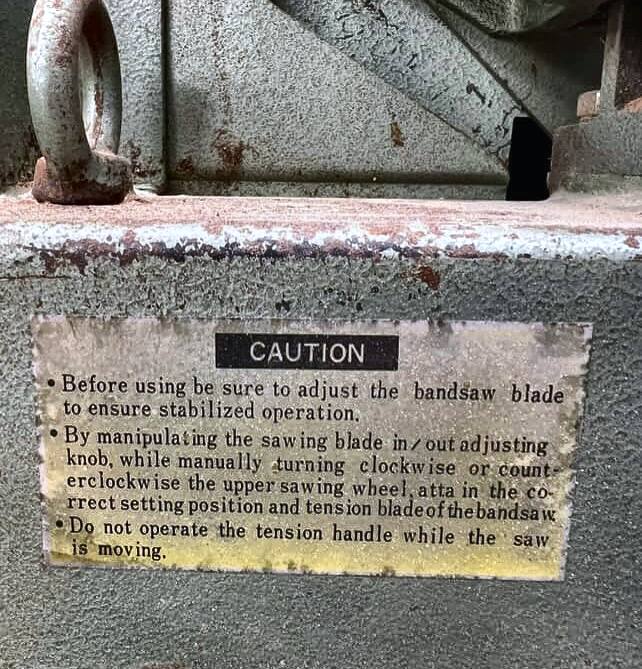 CAUTION
• Before using be sure to adjust the bandsaw blade
to ensure stabilized operation.
• By manipulating the sawing blade in/out adjusting
knob, while manually turning clockwise or count-
erclockwise the upper sawing wheel, atta in the co-
rrect setting position and tension blade of the bandsaw.
• Do not operate the tension handle while the saw
is moving.